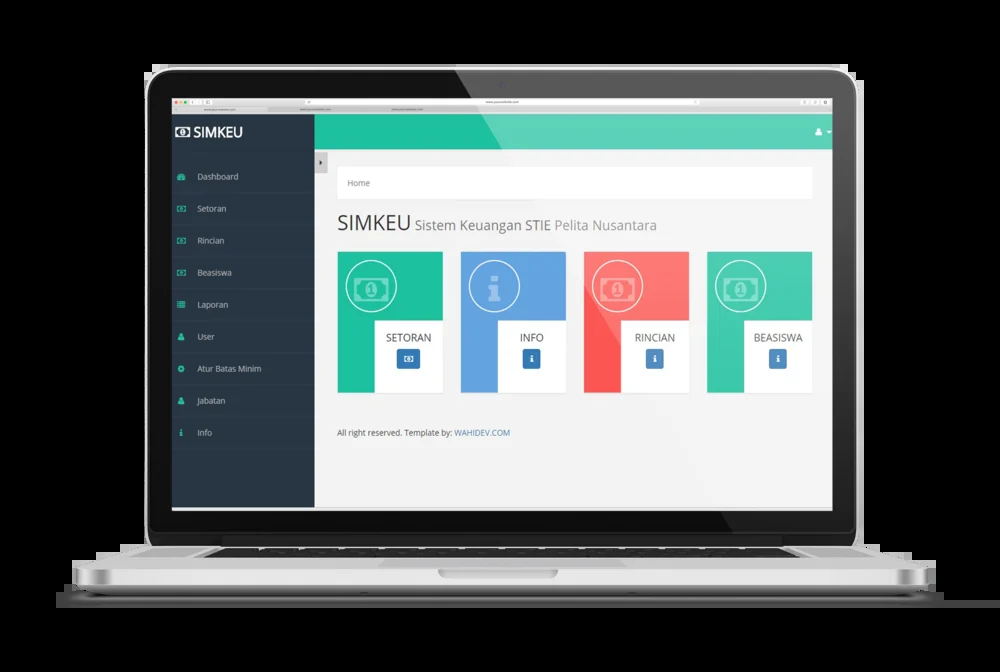 SIMKEU
Dashboard
Setoran
Rincian
Beasiswa
Laporan
User
Atur Batas Minim
Jabatan
Info
Home
SIMKEU Sistem Keuangan STIE Pelita Nusantara
SETORAN
INFO
RINCIAN
BEASISWA
All right reserved. Template by: WAHIDEV.COM